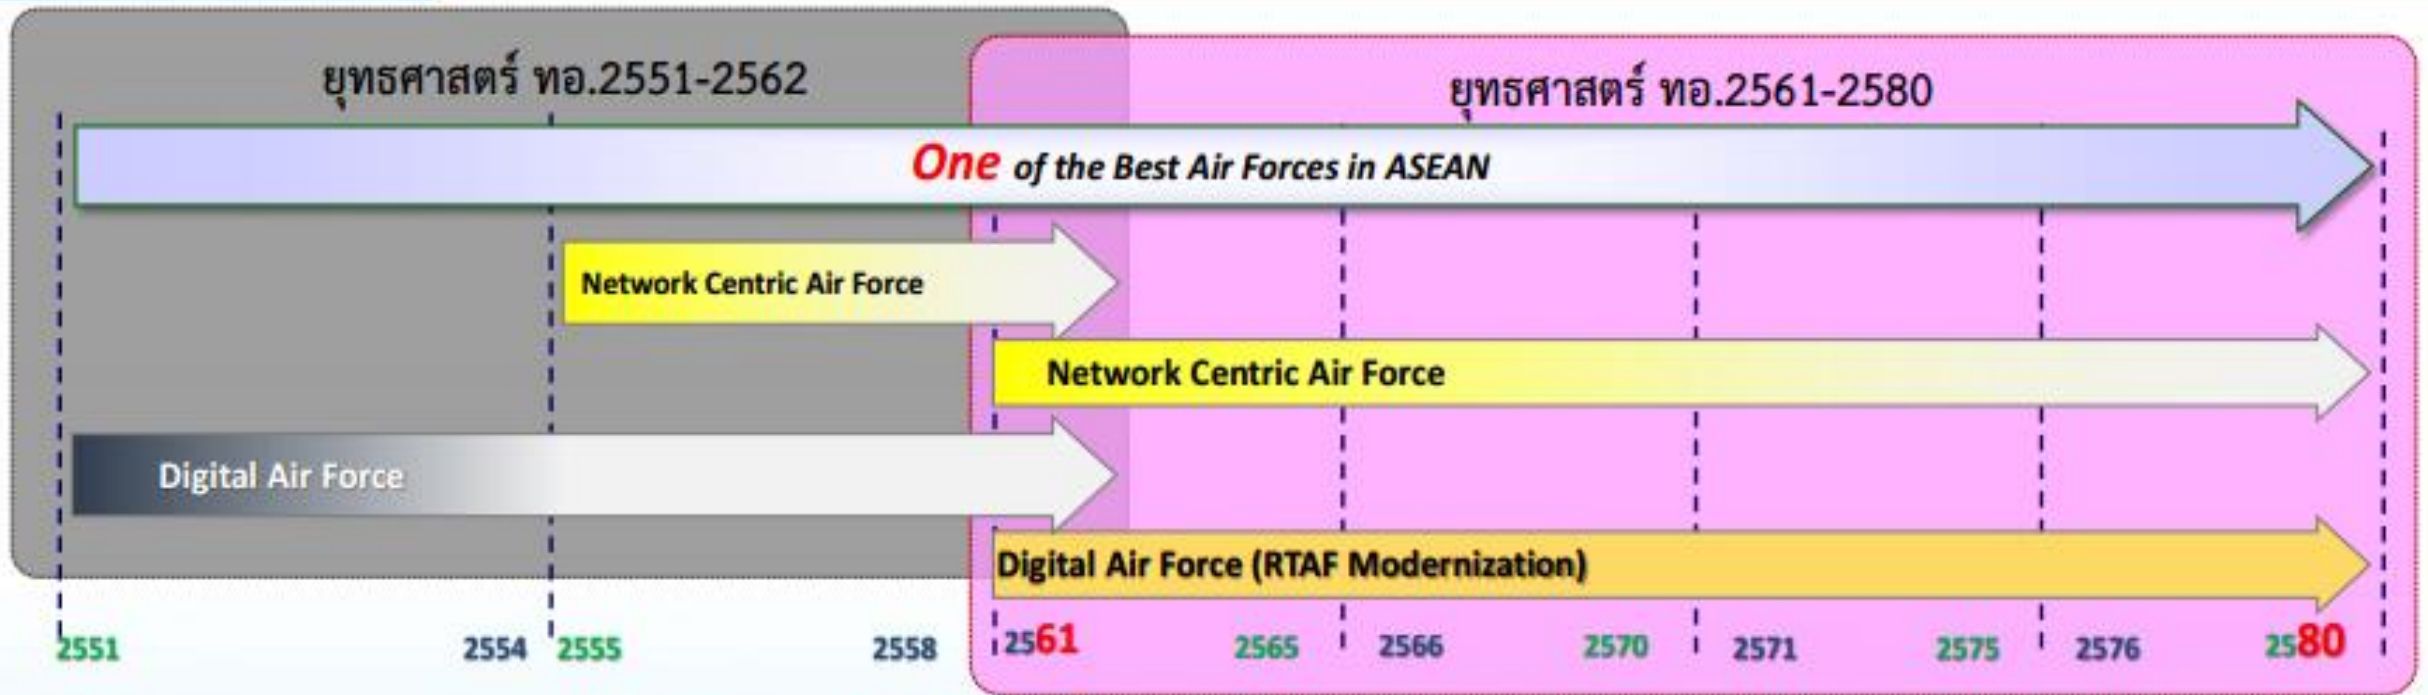 ยุทธศาสตร์ ทอ.2551-2562
ยุทธศาสตร์ ทอ.2561-2580
One of the Best Air Forces in ASEAN
Network Centric Air Force
Network Centric Air Force
Digital Air Force
Digital Air Force (RTAF Modernization)
2551 2554 2555 2558 2561 2565 2566 2570 2571 2575 2576 2580